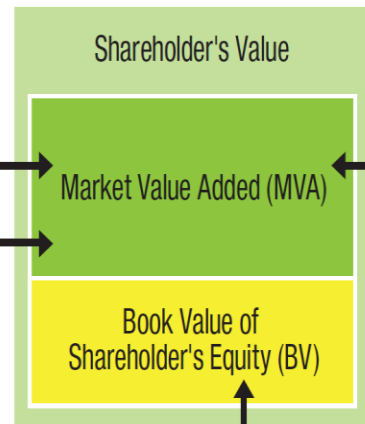 Shareholder's Value
Market Value Added (MVA)
Book Value of
Shareholder's Equity (BV)